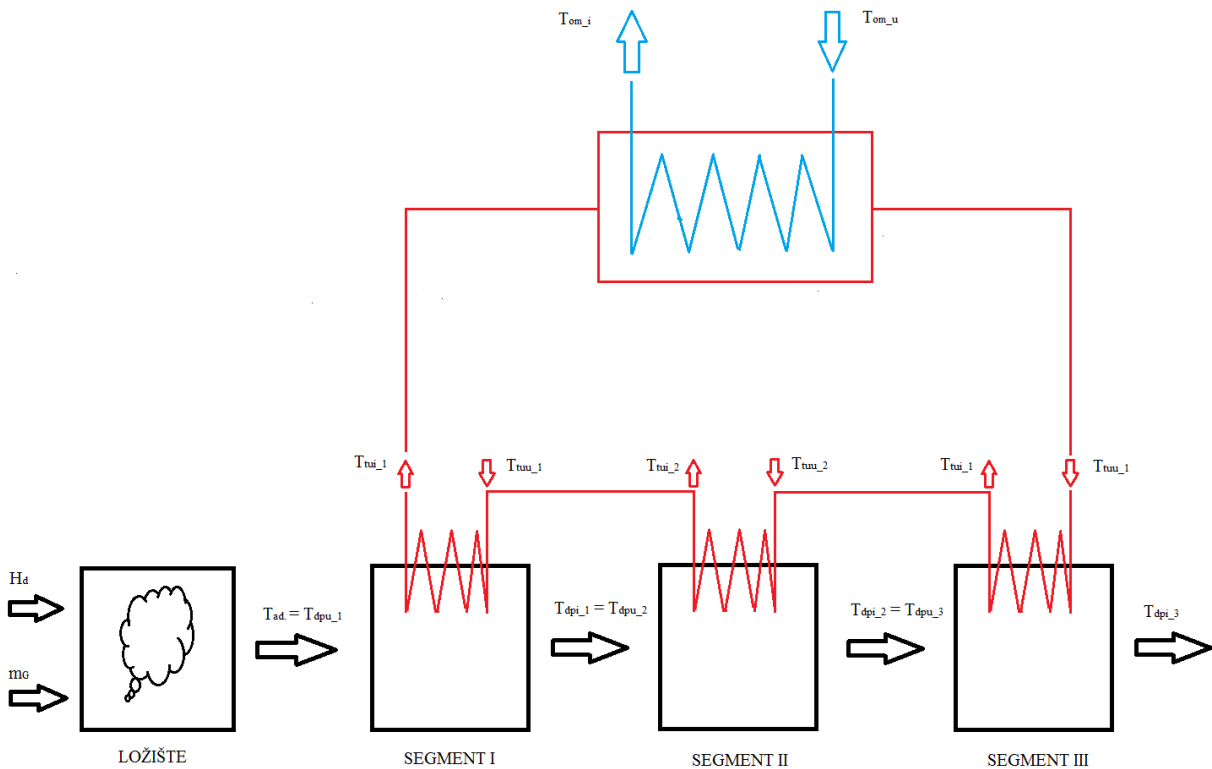 Tom_i
Tom_u
Ttui_1
Ttuu_1
Ttui_2
Ttuu_2
Ttui_1
Ttuu_1
Hd
mG
Tad. = Tdpu_1
Tdpi_1 = Tdpu_2
Tdpi_2 = Tdpu_3
Tdpi_3
LOŽIŠTE
SEGMENT I
SEGMENT II
SEGMENT III